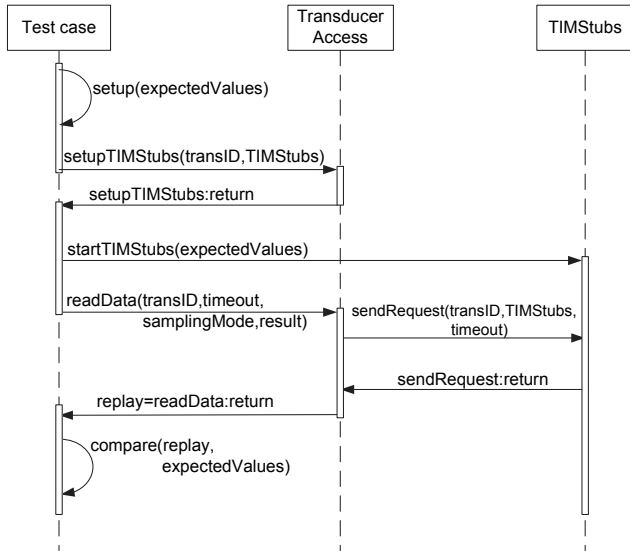 Test case
Transducer
Access
TIMStubs
setup(expectedValues)
setupTIMStubs(transID,TIMStubs)
setupTIMStubs:return
startTIMStubs(expectedValues)
readData(transID,timeout,
samplingMode,result)
sendRequest(transID,TIMStubs,
timeout)
sendRequest:return
replay=readData:return
compare(replay,
expectedValues)